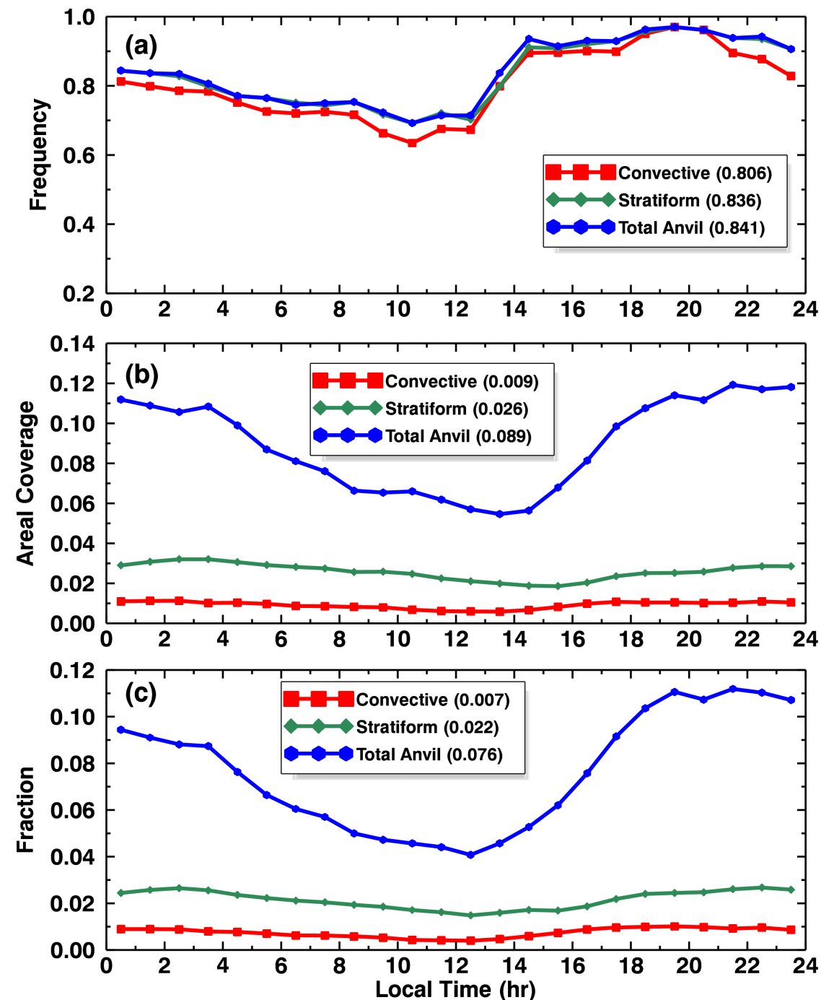 (a)
Frequency
1.0
0.8
0.6
0.4
0.2
Convective (0.806)
Stratiform (0.836)
Total Anvil (0.841)
0 2 4 6 8 10 12 14 16 18 20 22 24
(b)
Areal Coverage
0.14
0.12
0.10
0.08
0.06
0.04
0.02
0.00
Convective (0.009)
Stratiform (0.026)
Total Anvil (0.089)
0 2 4 6 8 10 12 14 16 18 20 22 24
(c)
Fraction
0.12
0.10
0.08
0.06
0.04
0.02
0.00
Convective (0.007)
Stratiform (0.022)
Total Anvil (0.076)
0 2 4 6 8 10 12 14 16 18 20 22 24
Local Time (hr)